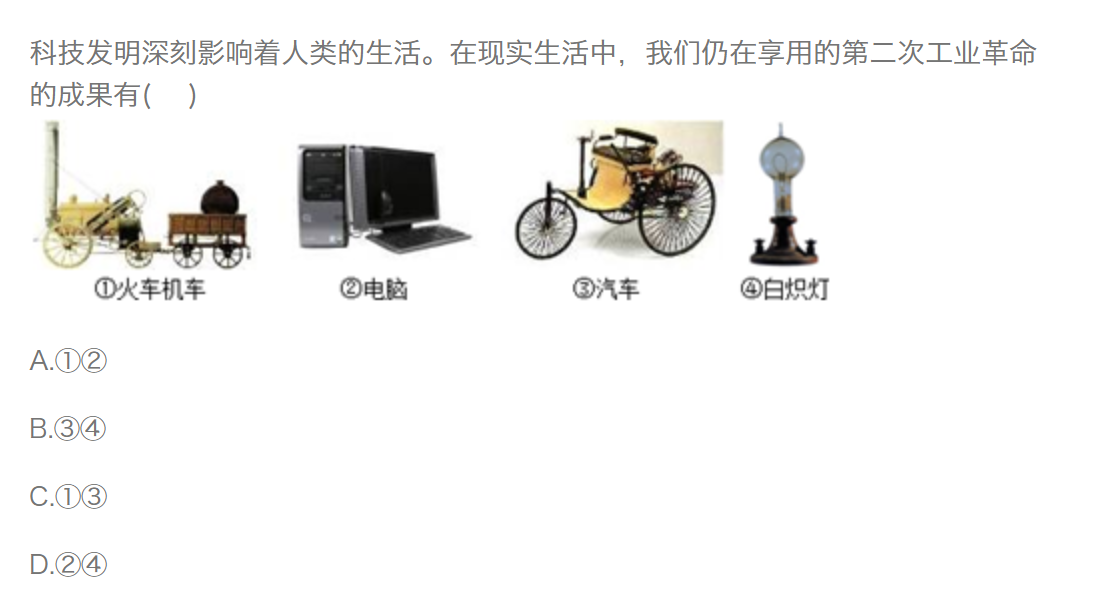 科技发明深刻影响着人类的生活。在现实生活中，我们仍在享用的第二次工业革命
的成果有(　)
①火车机车 ②电脑 ③汽车 ④白炽灯
A.①②
B.③④
C.①③
D.②④